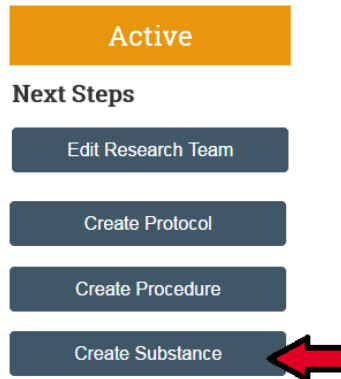 Active
Next Steps
Edit Research Team
Create Protocol
Create Procedure
Create Substance